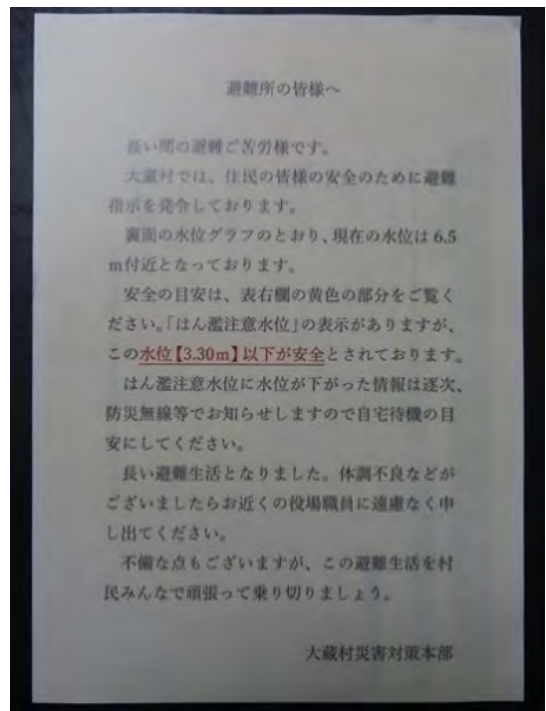 避難所の皆様へ
長い間の避難ご苦労様です。
大蔵村では、住民の皆様の安全のために避難
指示を発令しております。
裏面の水位グラフのとおり、現在の水位は 6.5
m付近となっております。
安全の目安は、表右欄の黄色の部分をご覧く
ださい。「はん濫注意水位」の表示がありますが、
この水位【3.30m】以下が安全とされております。
はん濫注意水位に水位が下がった情報は逐次、
防災無線等でお知らせしますので自宅待機の目
安にしてください。
長い避難生活となりました。体調不良などが
ございましたらお近くの役場職員に遠慮なく申
し出てください。
不備な点もございますが、この避難生活を村
民みんなで頑張って乗り切りましょう。
大蔵村災害対策本部